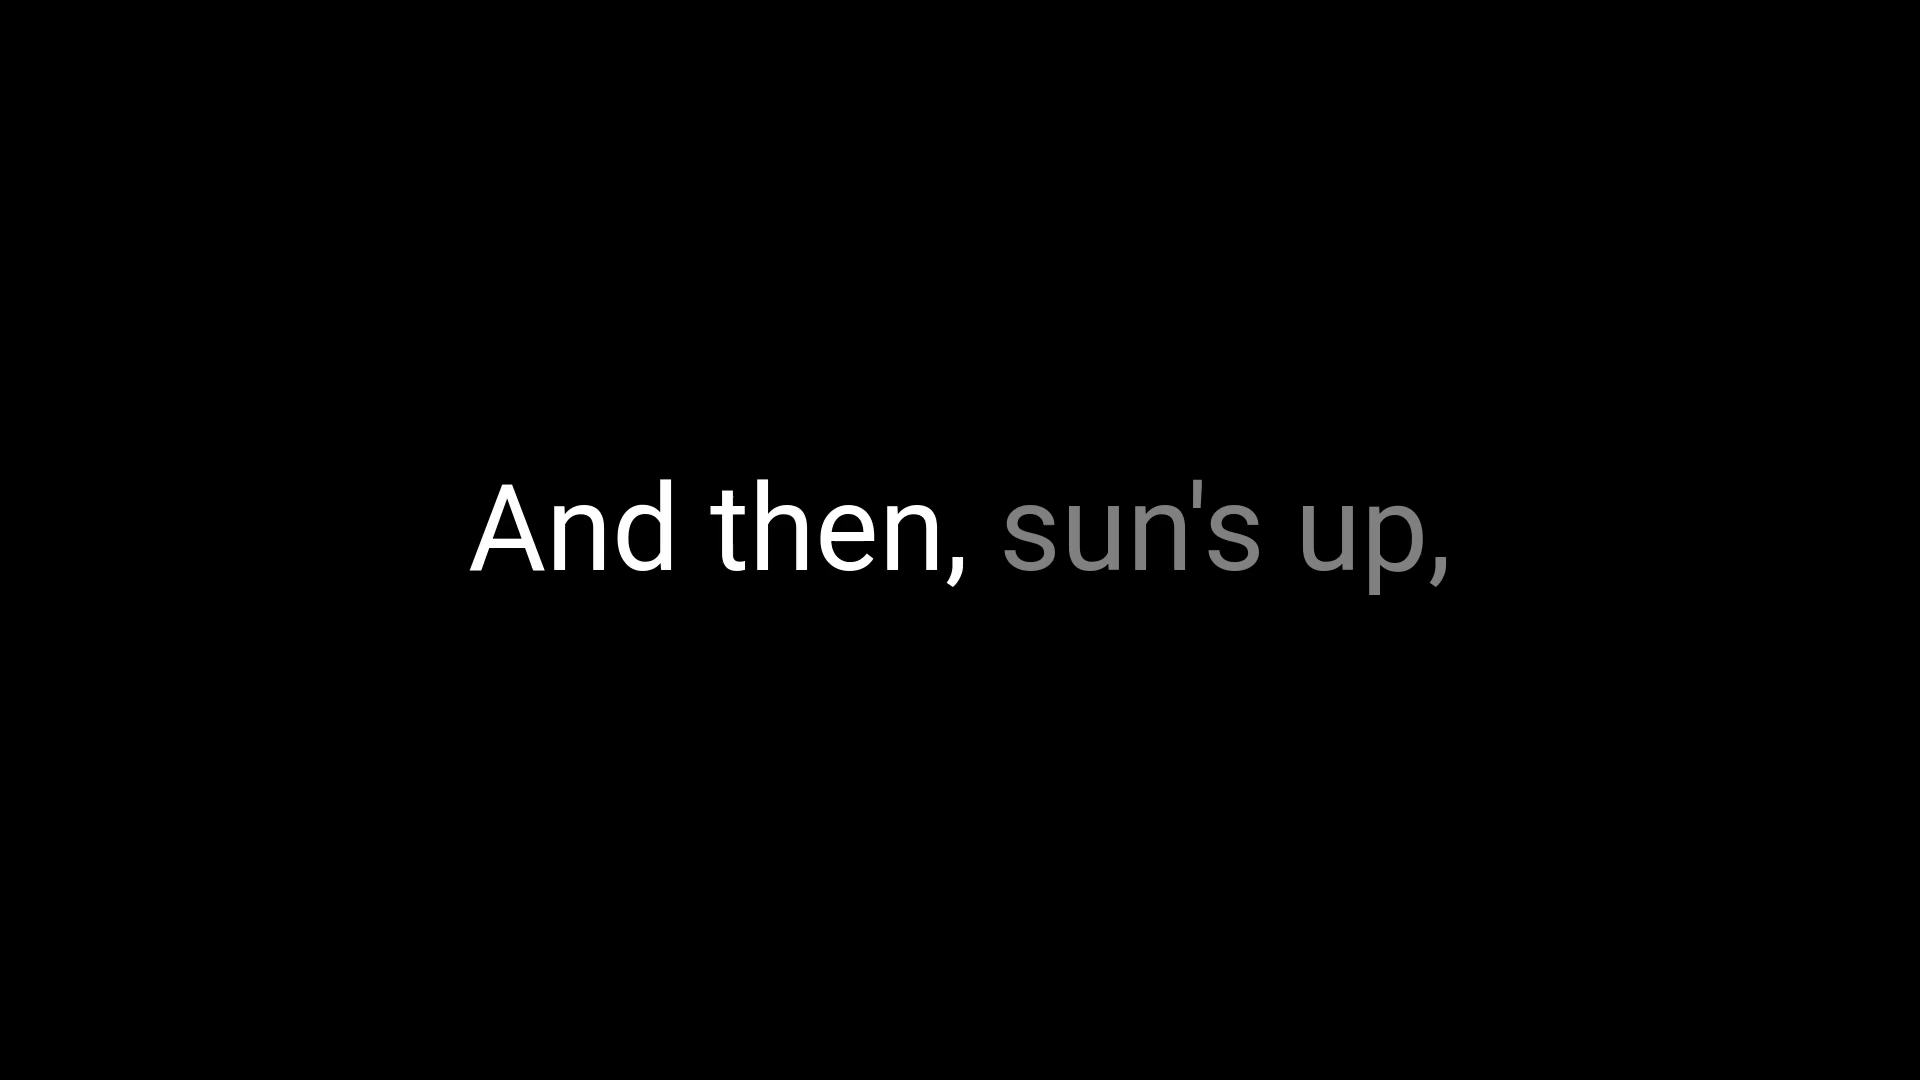 And then, sun's up,